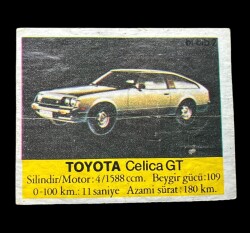 TOYOTA Celica GT
Silindir/Motor: 4/1588 ccm. Beygir gücü:109
0-100 km.: 11 saniye Azami sürat: 180 km.